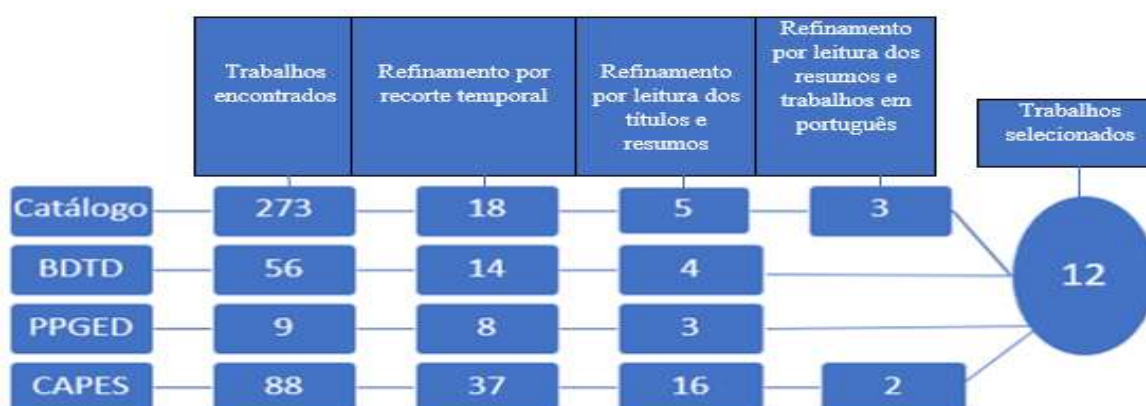 Trabalhos
encontrados
Refinamento por
recorte temporal
Refinamento
por leitura dos
títulos e
resumos
Refinamento
por leitura dos
resumos e
trabalhos em
português
Trabalhos
selecionados
Catálogo 273 18 5 3
BDTD 56 14 4
12
PPGED 9 8 3
CAPES 88 37 16 2